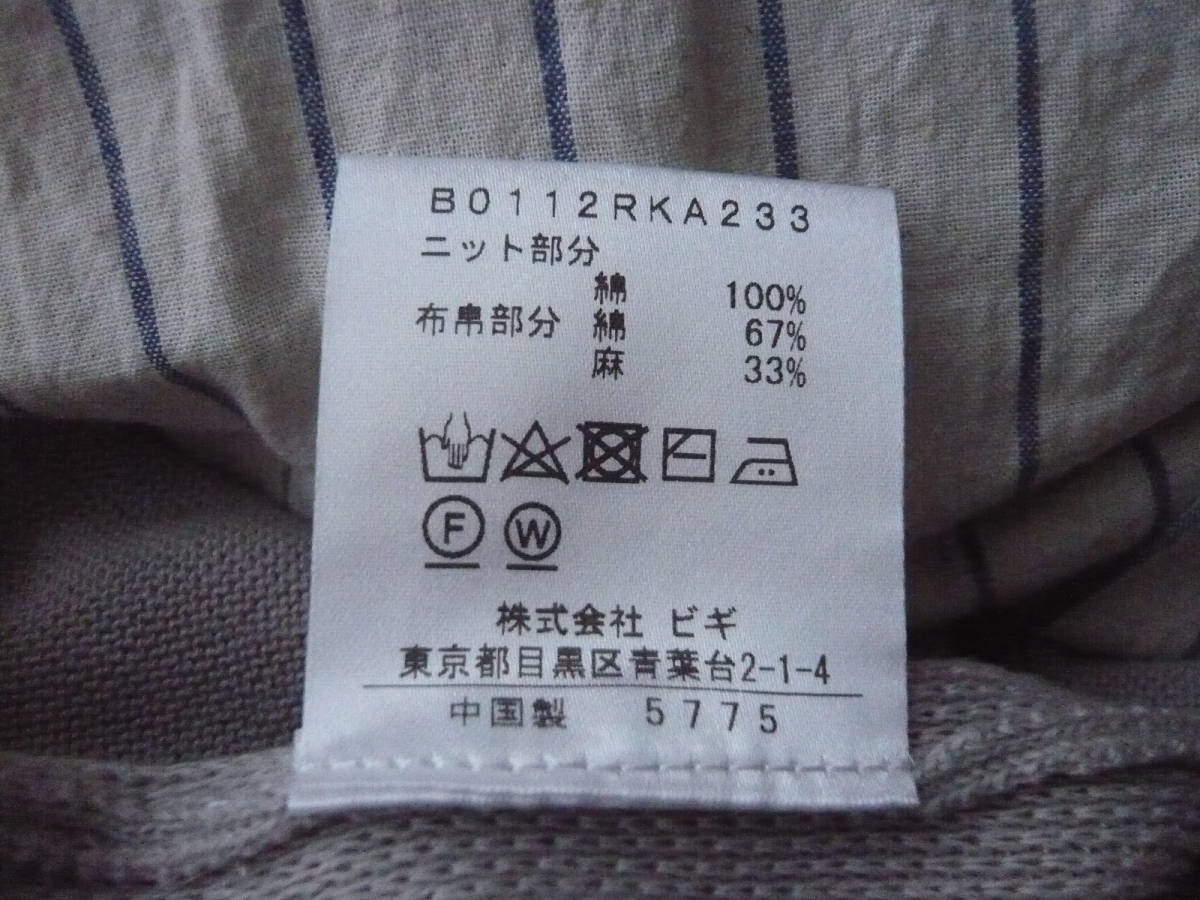 B0112RKA233
ニット部分
綿 100%
布帛部分 綿 67%
麻 33%
F W
株式会社 ビギ
東京都目黒区青葉台2-1-4
中国製 5775